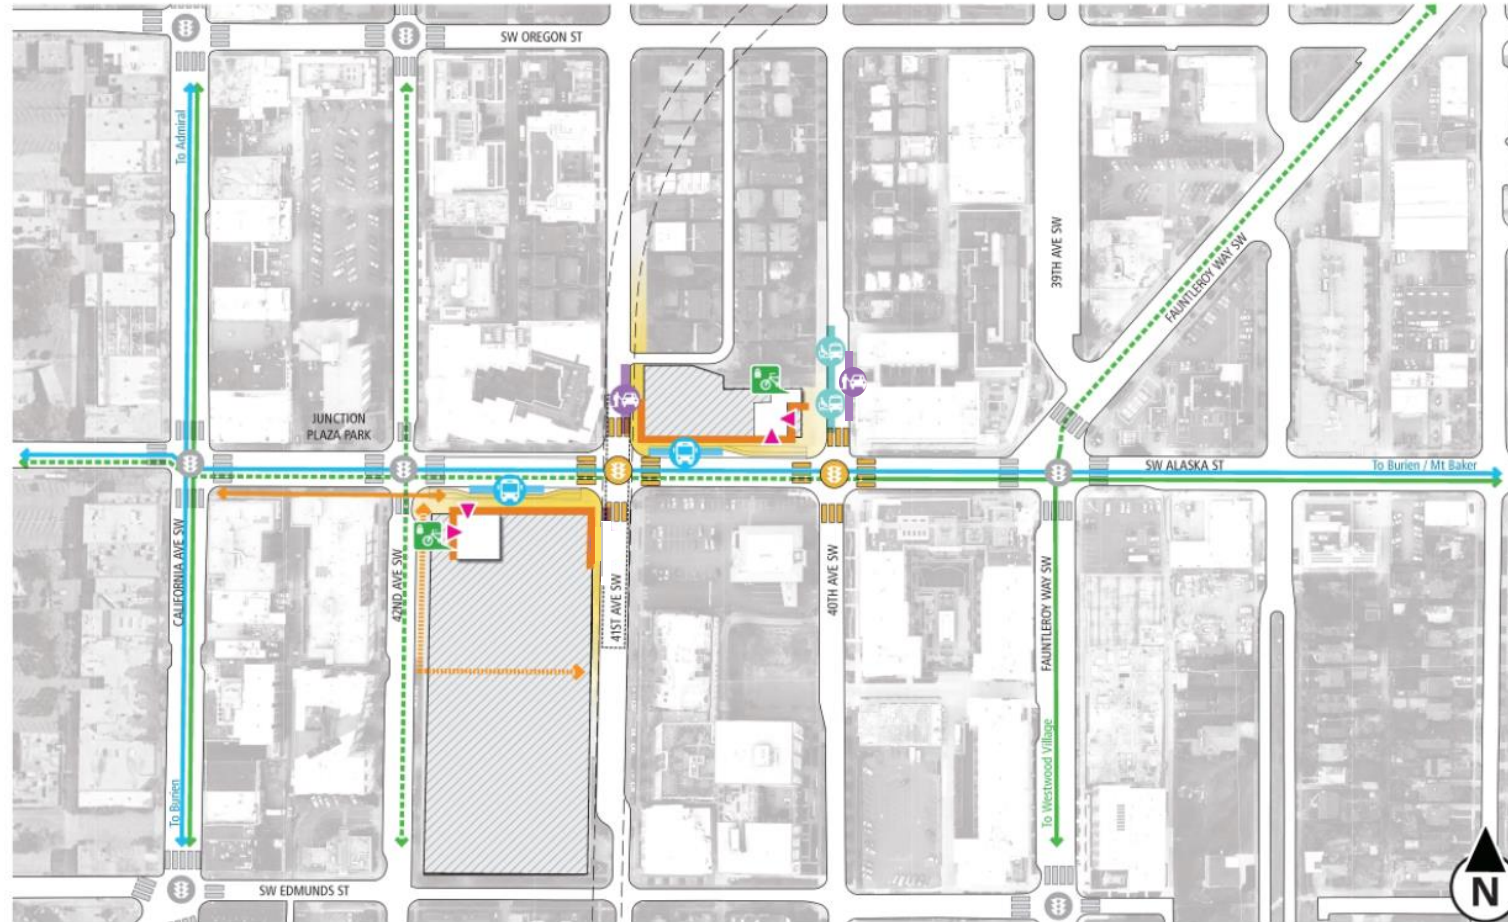 SW OREGON ST
To Admiral
39TH AVE SW
FAUNTLEROY WAY SW
JUNCTION
PLAZA PARK
SW ALASKA ST
To Burien / Mt Baker
CALIFORNIA AVE SW
42ND AVE SW
41ST AVE SW
40TH AVE SW
FAUNTLEROY WAY SW
To Burien
To Westwood Village
SW EDMUNDS ST
N